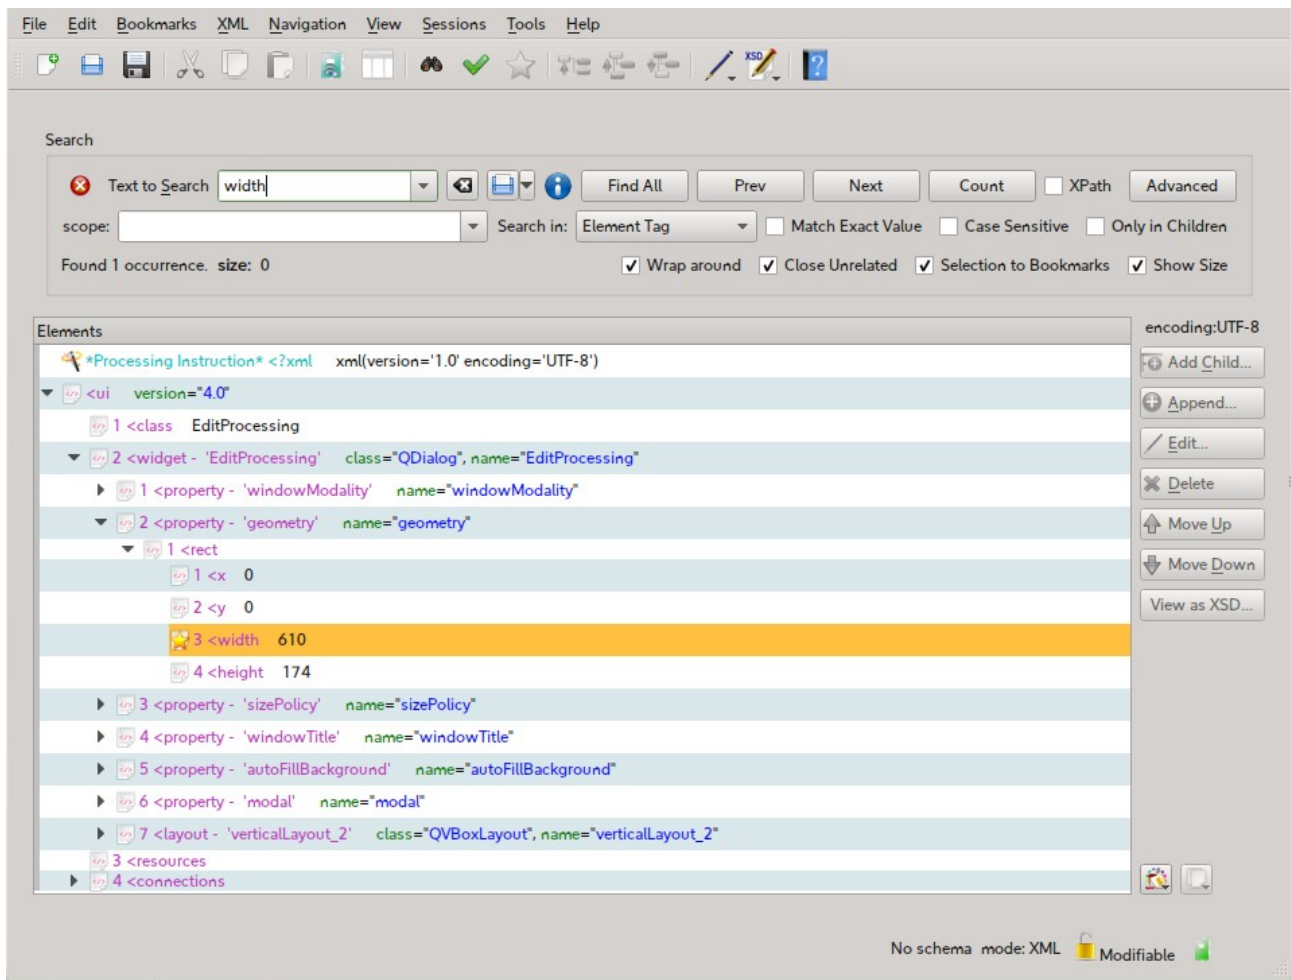 File Edit Bookmarks XML Navigation View Sessions Tools Help
XSD
Search
Text to Search width Find All Prev Next Count XPath Advanced
scope: Search in: Element Tag Match Exact Value Case Sensitive Only in Children
Found 1 occurrence. size: 0 Wrap around Close Unrelated Selection to Bookmarks Show Size
Elements
encoding:UTF-8
*Processing Instruction* <?xml xml(version='1.0' encoding='UTF-8')
Add Child...
<ui version="4.0"
Append...
1 <class EditProcessing
Edit...
2 <widget - 'EditProcessing' class="QDialog", name="EditProcessing"
1 <property - 'windowModality' name="windowModality"
Delete
2 <property - 'geometry' name="geometry"
Move Up
1 <rect
Move Down
1 <x 0
2 <y 0
View as XSD...
3 <width 610
4 <height 174
3 <property - 'sizePolicy' name="sizePolicy"
4 <property - 'windowTitle' name="windowTitle"
5 <property - 'autoFillBackground' name="autoFillBackground"
6 <property - 'modal' name="modal"
7 <layout - 'verticalLayout_2' class="QVBoxLayout", name="verticalLayout_2"
3 <resources
4 <connections
No schema mode: XML Modifiable